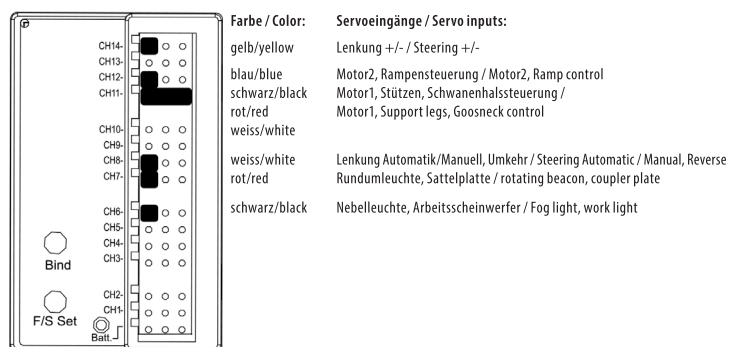 Farbe / Color: Servoeingänge / Servo inputs:
CH14- gelb/yellow Lenkung +/- / Steering +/-
CH13-
CH12- blau/blue Motor2, Rampensteuerung / Motor2, Ramp control
CH11- schwarz/black Motor1, Stützen, Schwanenhalssteuerung /
rot/red Motor1, Support legs, Goosneck control
CH10- weiss/white
CH9-
CH8- weiss/white Lenkung Automatik/Manuell, Umkehr / Steering Automatic / Manual, Reverse
CH7- rot/red Rundumleuchte, Sattelplatte / rotating beacon, coupler plate
CH6- schwarz/black Nebelleuchte, Arbeitsscheinwerfer / Fog light, work light
CH5-
CH4-
CH3-
Bind
CH2-
CH1-
F/S Set
Batt.